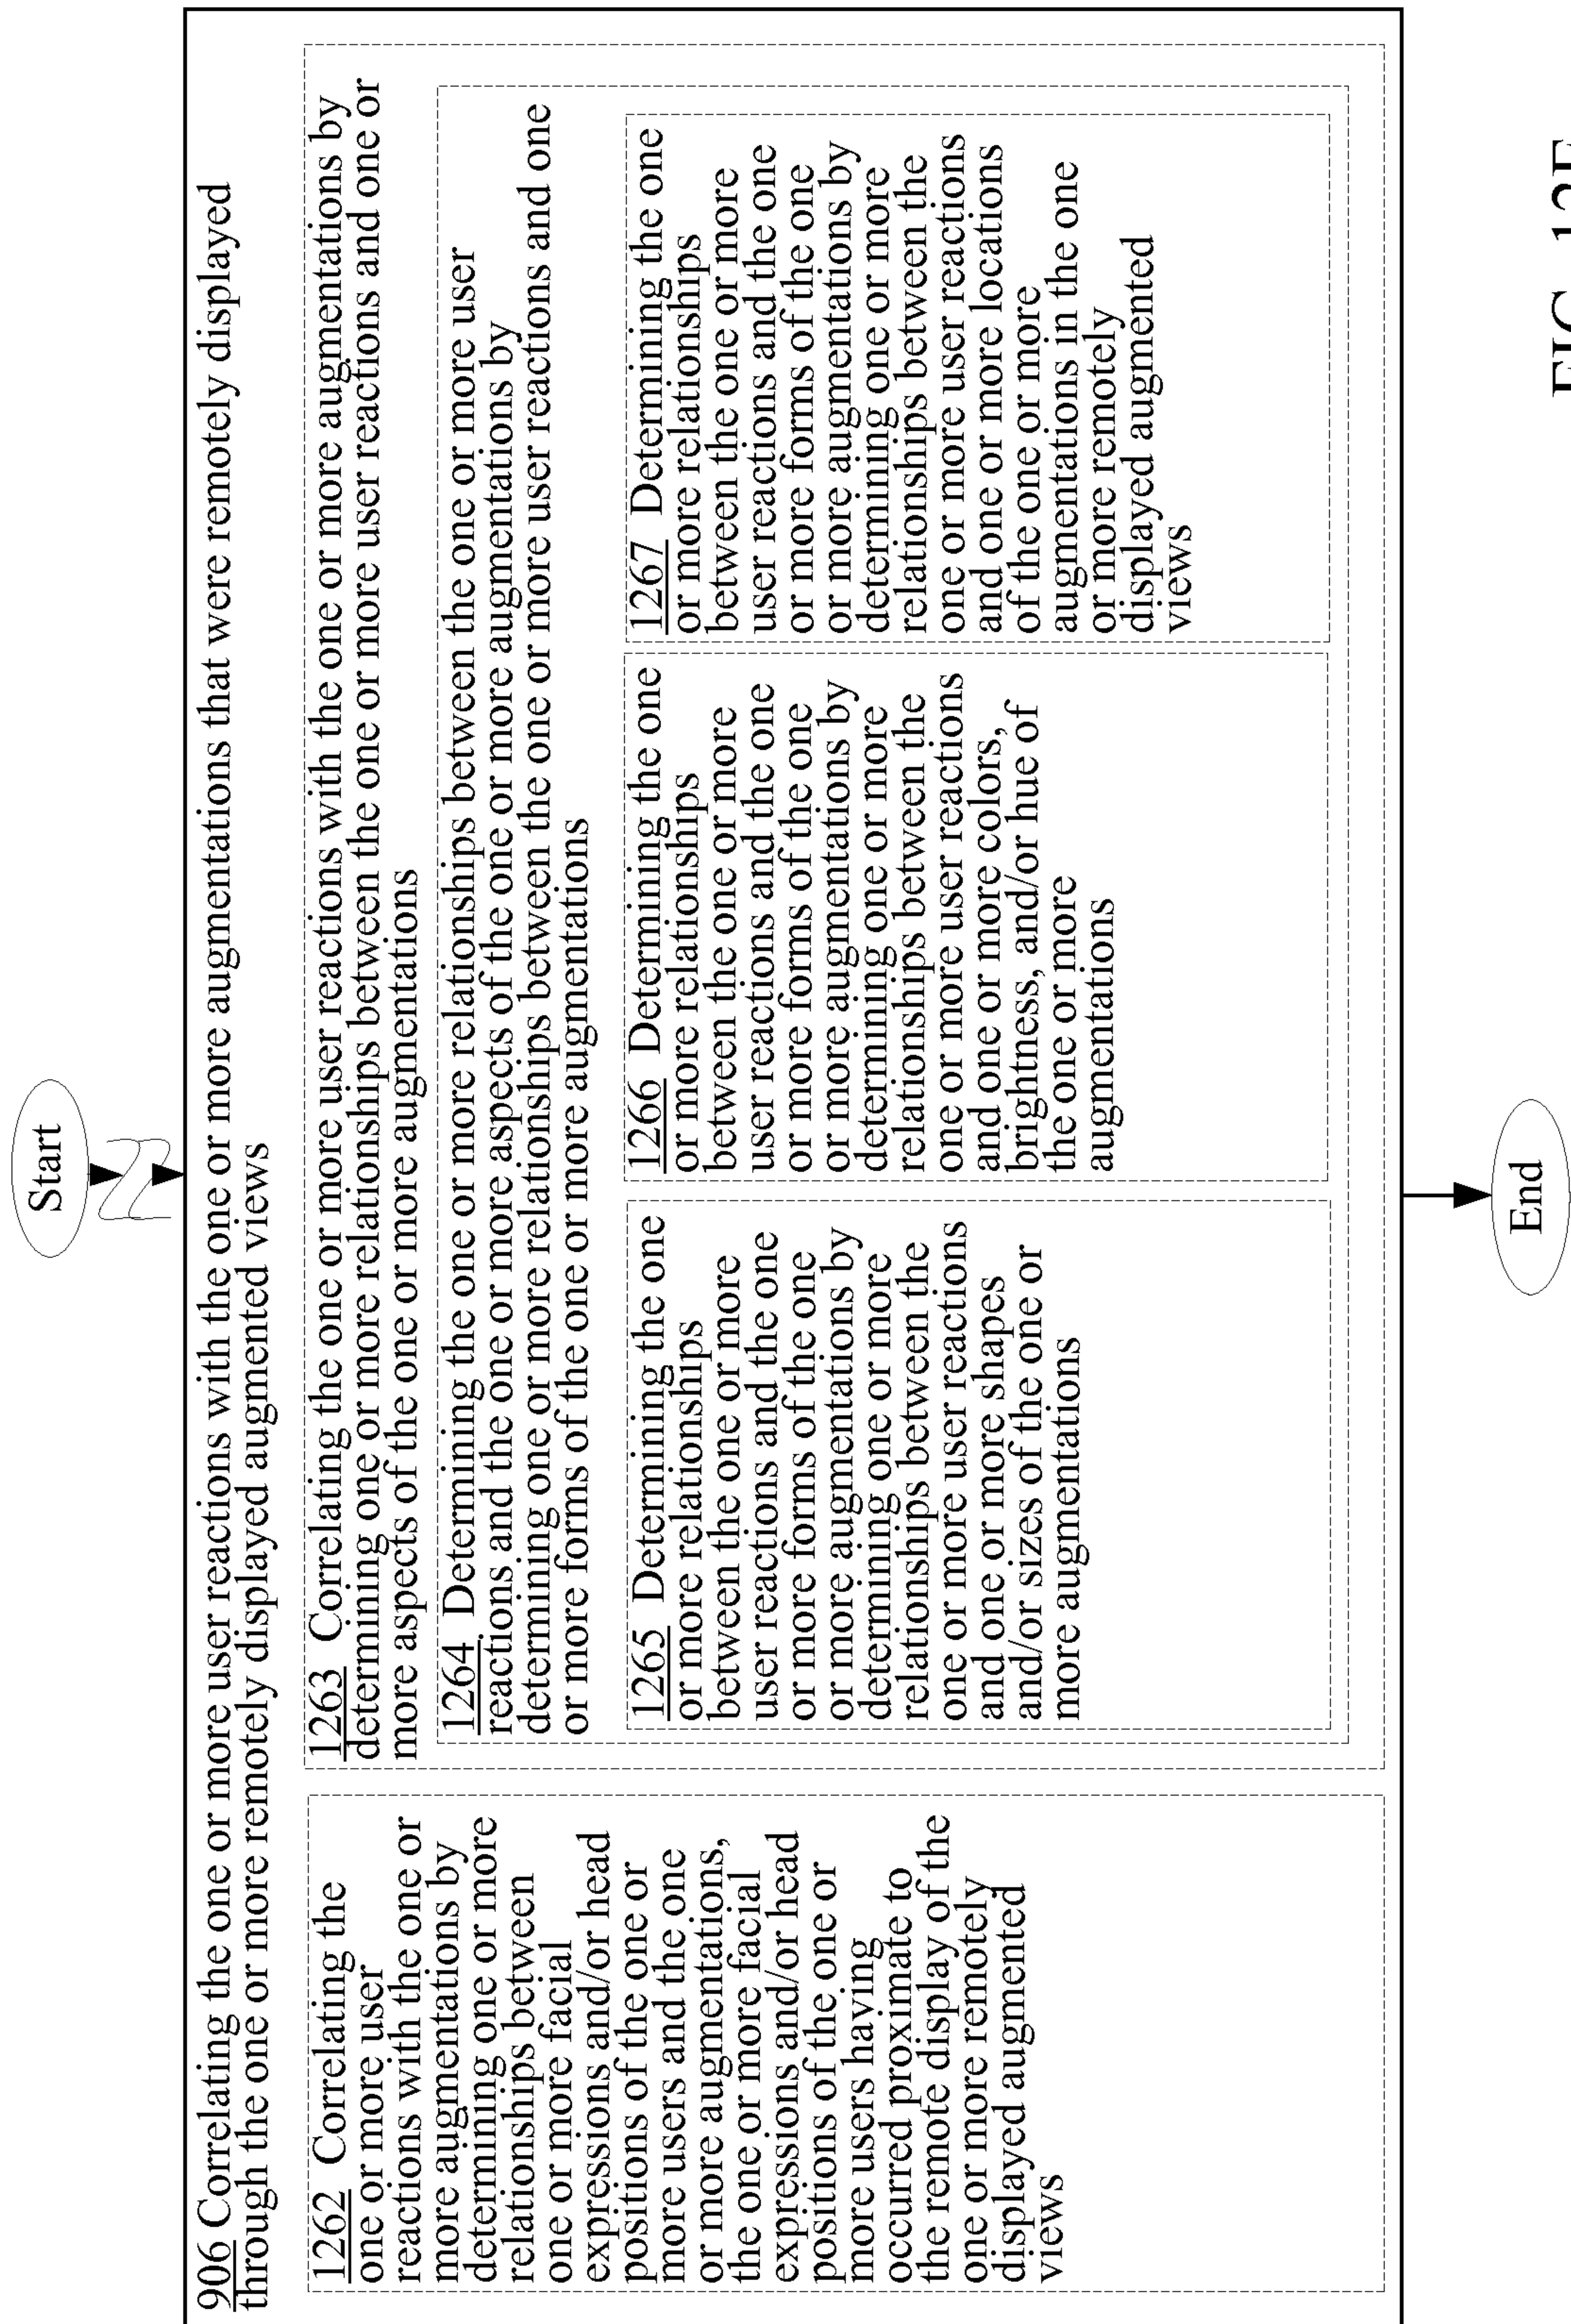 Start
906 Correlating the one or more user reactions with the one or more augmentations that were remotely displayed
through the one or more remotely displayed augmented views
1262 Correlating the
one or more user
reactions with the one or
more augmentations by
determining one or more
relationships between
one or more facial
expressions and/or head
positions of the one or
more users and the one
or more augmentations,
the one or more facial
expressions and/or head
positions of the one or
more users having
occurred proximate to
the remote display of the
one or more remotely
displayed augmented
views
1263 Correlating the one or more user reactions with the one or more augmentations by
determining one or more relationships between the one or more user reactions and one or
more aspects of the one or more augmentations
1264 Determining the one or more relationships between the one or more user
reactions and the one or more aspects of the one or more augmentations by
determining one or more relationships between the one or more user reactions and one
or more forms of the one or more augmentations
1265 Determining the one
or more relationships
between the one or more
user reactions and the one
or more forms of the one
or more augmentations by
determining one or more
relationships between the
one or more user reactions
and one or more shapes
and/or sizes of the one or
more augmentations
1266 Determining the one
or more relationships
between the one or more
user reactions and the one
or more forms of the one
or more augmentations by
determining one or more
relationships between the
one or more user reactions
and one or more colors,
brightness, and/or hue of
the one or more
augmentations
1267 Determining the one
or more relationships
between the one or more
user reactions and the one
or more forms of the one
or more augmentations by
determining one or more
relationships between the
one or more user reactions
and one or more locations
of the one or more
augmentations in the one
or more remotely
displayed augmented
views
End
FIG.